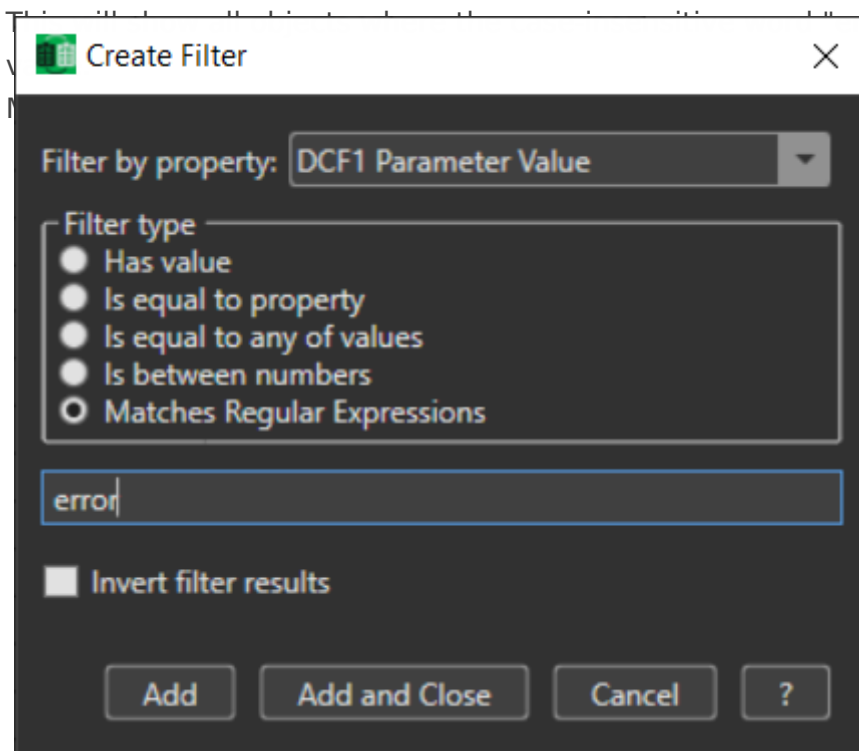 Create Filter
Filter by property: DCF1 Parameter Value
Filter type
Has value
Is equal to property
Is equal to any of values
Is between numbers
Matches Regular Expressions
error
Invert filter results
Add Add and Close Cancel ?